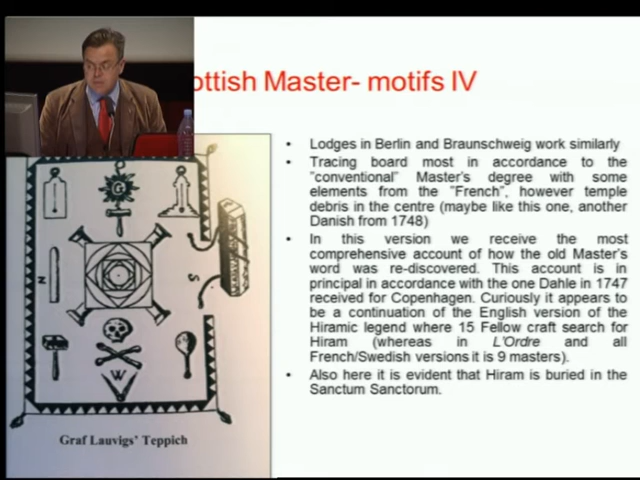 ottish Master- motifs IV
• Lodges in Berlin and Braunschweig work similarly
• Tracing board most in accordance to the
"conventional" Master's degree with some
elements from the "French", however temple
debris in the centre (maybe like this one, another
Danish from 1748)
• In this version we receive the most
comprehensive account of how the old Master's
word was re-discovered. This account is in
principal in accordance with the one Dahle in 1747
received for Copenhagen. Curiously it appears to
be a continuation of the English version of the
Hiramic legend where 15 Fellow craft search for
Hiram (whereas in L'Ordre and all
French/Swedish versions it is 9 masters).
• Also here it is evident that Hiram is buried in the
Sanctum Sanctorum.
G
N
S
W
Graf Lauvigs' Teppich